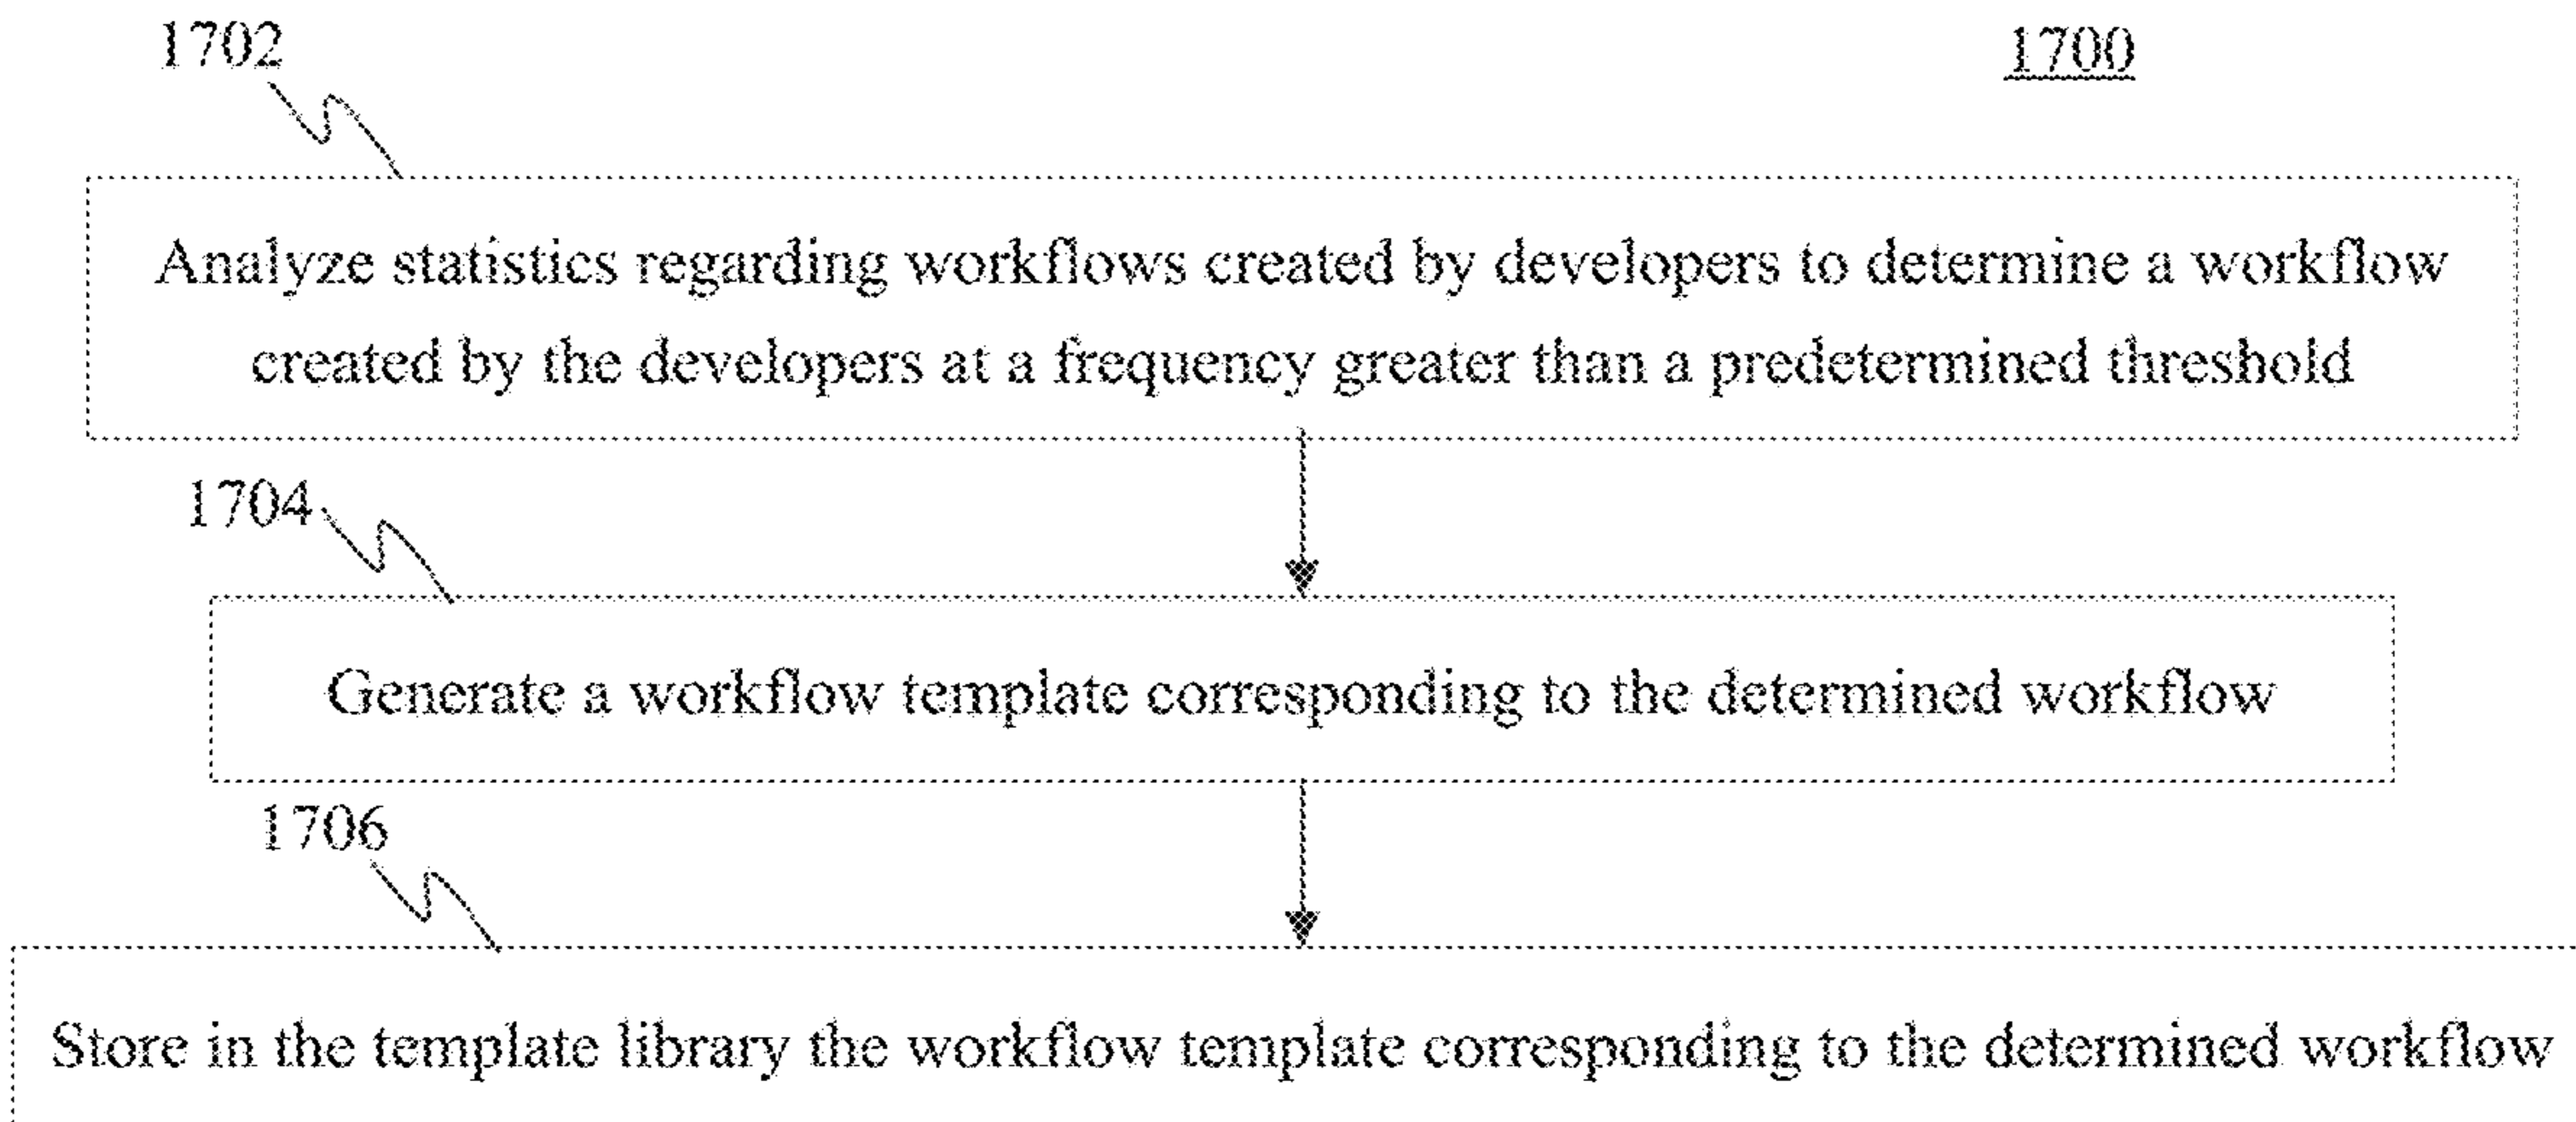 1702
1700
Analyze statistics regarding workflows created by developers to determine a workflow
created by the developers at a frequency greater than a predetermined threshold
1704
Generate a workflow template corresponding to the determined workflow
1706
Store in the template library the workflow template corresponding to the determined workflow